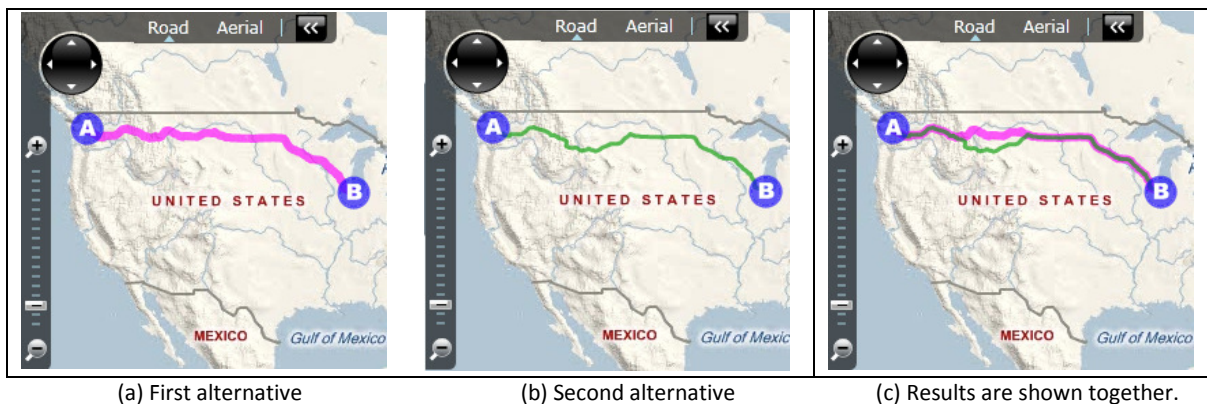 Road Aerial | <<
A
B
UNITED STATES
MEXICO
Gulf of Mexico
(a) First alternative
Road Aerial | <<
A
B
UNITED STATES
MEXICO
Gulf of Mexic
(b) Second alternative
Road Aerial | <<
A
B
UNITED STATES
MEXICO
Gulf of Mexico
(c) Results are shown together.